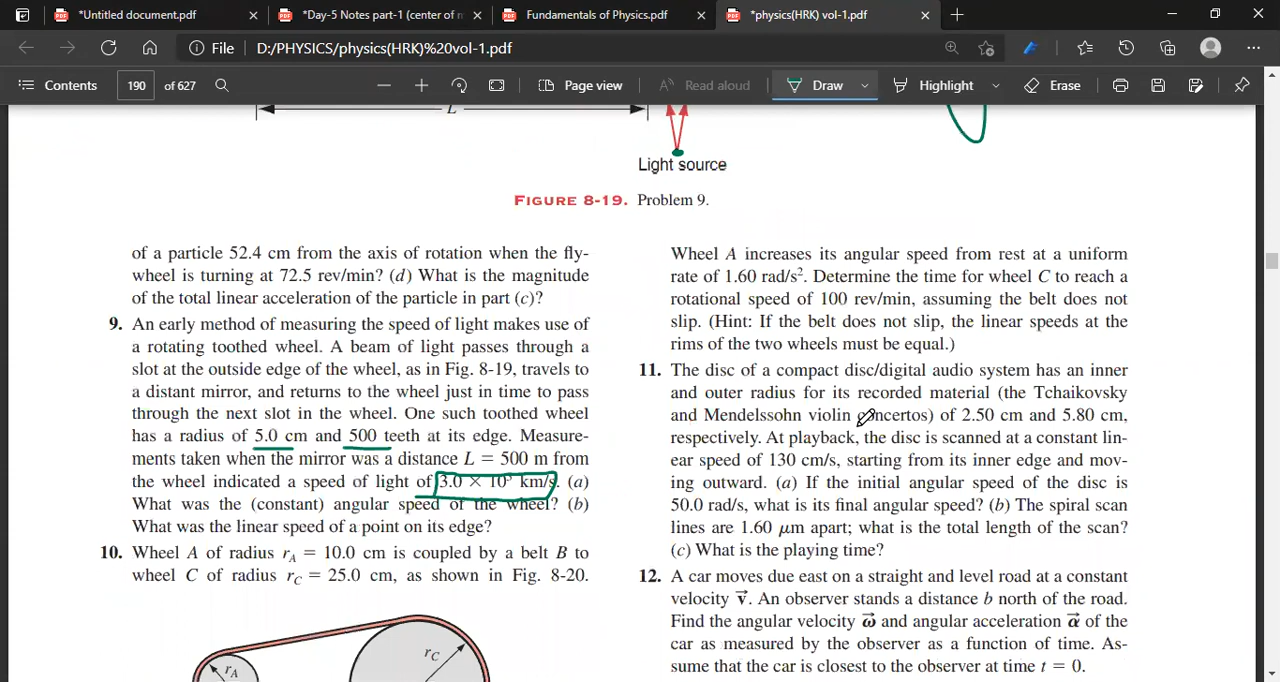 *Untitled document.pdf
*Day-5 Notes part-1 (center of m
Fundamentals of Physics.pdf
*physics(HRK) vol-1.pdf
File D:/PHYSICS/physics(HRK)%20vol-1.pdf
Contents 190 of 627 Page view Read aloud Draw Highlight Erase
L
Light source
FIGURE 8-19. Problem 9.
of a particle 52.4 cm from the axis of rotation when the fly-
wheel is turning at 72.5 rev/min? (d) What is the magnitude
of the total linear acceleration of the particle in part (c)?
9. An early method of measuring the speed of light makes use of
a rotating toothed wheel. A beam of light passes through a
slot at the outside edge of the wheel, as in Fig. 8-19, travels to
a distant mirror, and returns to the wheel just in time to pass
through the next slot in the wheel. One such toothed wheel
has a radius of 5.0 cm and 500 teeth at its edge. Measure-
ments taken when the mirror was a distance L = 500 m from
the wheel indicated a speed of light of 3.0 × 10⁵ km/s. (a)
What was the (constant) angular speed of the wheel? (b)
What was the linear speed of a point on its edge?
10. Wheel A of radius r_A = 10.0 cm is coupled by a belt B to
wheel C of radius r_C = 25.0 cm, as shown in Fig. 8-20.
r_C
r_A
Wheel A increases its angular speed from rest at a uniform
rate of 1.60 rad/s². Determine the time for wheel C to reach a
rotational speed of 100 rev/min, assuming the belt does not
slip. (Hint: If the belt does not slip, the linear speeds at the
rims of the two wheels must be equal.)
11. The disc of a compact disc/digital audio system has an inner
and outer radius for its recorded material (the Tchaikovsky
and Mendelssohn violin concertos) of 2.50 cm and 5.80 cm,
respectively. At playback, the disc is scanned at a constant lin-
ear speed of 130 cm/s, starting from its inner edge and mov-
ing outward. (a) If the initial angular speed of the disc is
50.0 rad/s, what is its final angular speed? (b) The spiral scan
lines are 1.60 μm apart; what is the total length of the scan?
(c) What is the playing time?
12. A car moves due east on a straight and level road at a constant
velocity v⃗. An observer stands a distance b north of the road.
Find the angular velocity ω⃗ and angular acceleration α⃗ of the
car as measured by the observer as a function of time. As-
sume that the car is closest to the observer at time t = 0.